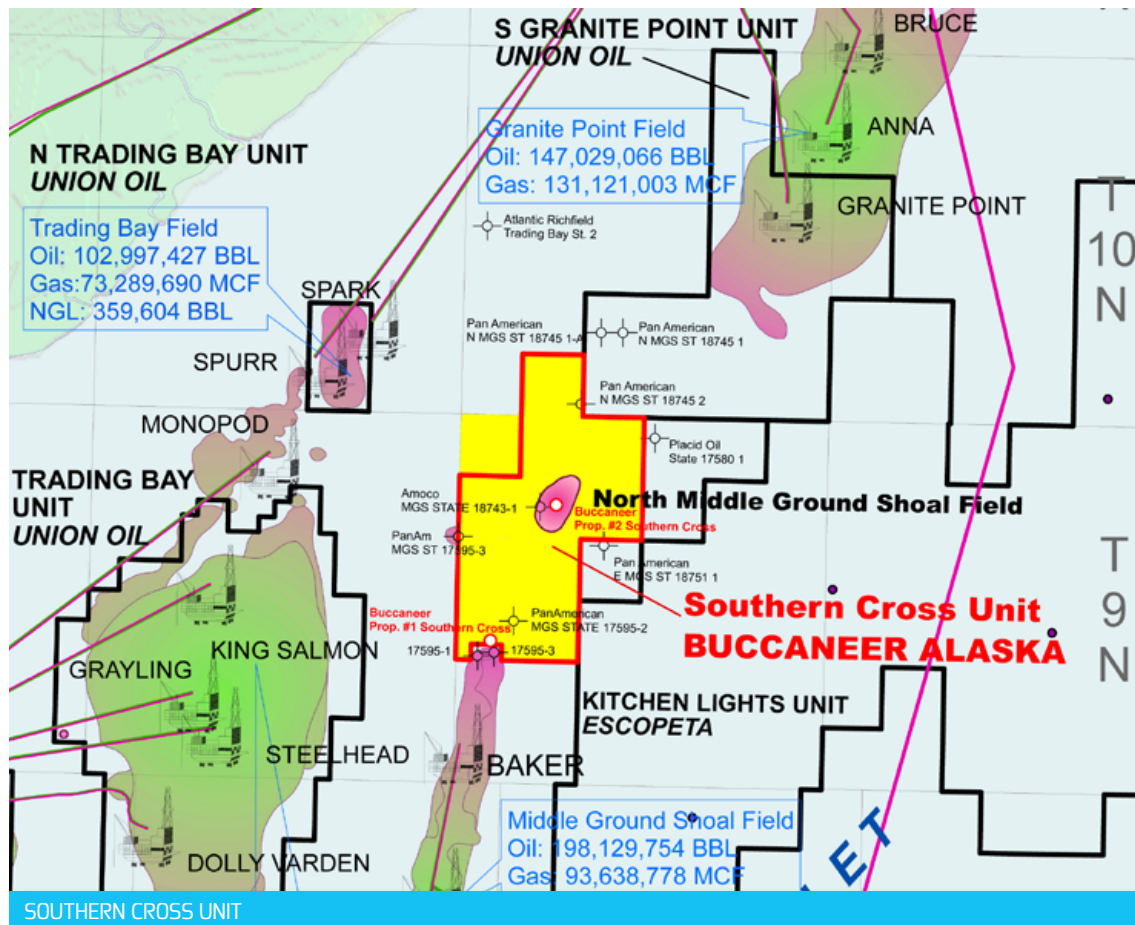 BRUCE
S GRANITE POINT UNIT
UNION OIL
Granite Point Field
Oil: 147,029,066 BBL
Gas: 131,121,003 MCF
ANNA
GRANITE POINT
N TRADING BAY UNIT
UNION OIL
Trading Bay Field
Oil: 102,997,427 BBL
Gas:73,289,690 MCF
NGL: 359,604 BBL
Atlantic Richfield
Trading Bay St. 2
T
10
N
SPARK
SPURR
Pan American
N MGS ST 18745 1-A
Pan American
N MGS ST 18745 1
Pan American
N MGS ST 18745 2
MONOPOD
Placid Oil
State 17580 1
TRADING BAY
UNIT
UNION OIL
Amoco
MGS STATE 18743-1
North Middle Ground Shoal Field
Buccaneer
Prop. #2 Southern Cross
PanAm
MGS ST 17595-3
Pan American
E MGS ST 18751 1
T
9
N
Southern Cross Unit
BUCCANEER ALASKA
Buccaneer
Prop. #1 Southern Cross
PanAmerican
MGS STATE 17595-2
17595-1
17595-3
KING SALMON
GRAYLING
STEELHEAD
KITCHEN LIGHTS UNIT
ESCOPETA
BAKER
DOLLY VARDEN
Middle Ground Shoal Field
Oil: 198,129,754 BBL
Gas: 93,638,778 MCF
E T
SOUTHERN CROSS UNIT